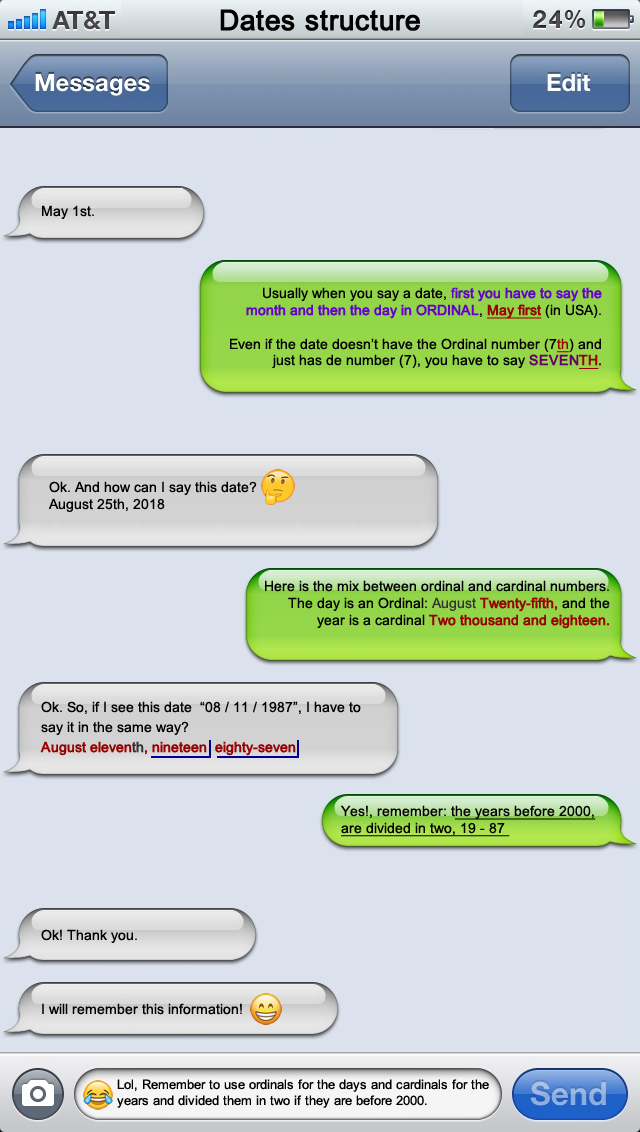 AT&T Dates structure 24%
Messages Edit
May 1st.
Usually when you say a date, first you have to say the
month and then the day in ORDINAL, May first (in USA).
Even if the date doesn't have the Ordinal number (7th) and
just has de number (7), you have to say SEVENTH.
Ok. And how can I say this date? 🤔
August 25th, 2018
Here is the mix between ordinal and cardinal numbers.
The day is an Ordinal: August Twenty-fifth, and the
year is a cardinal Two thousand and eighteen.
Ok. So, if I see this date “08 / 11 / 1987”, I have to
say it in the same way?
August eleventh, nineteen eighty-seven
Yes!, remember: the years before 2000,
are divided in two, 19 - 87
Ok! Thank you.
I will remember this information! 😁
😂 Lol, Remember to use ordinals for the days and cardinals for the
years and divided them in two if they are before 2000.
Send